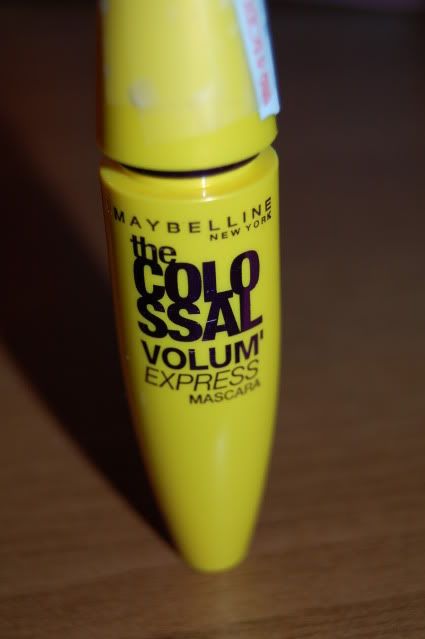 MAYBELLINE
NEW YORK
the
COLO
SSAL
VOLUM'
EXPRESS
MASCARA